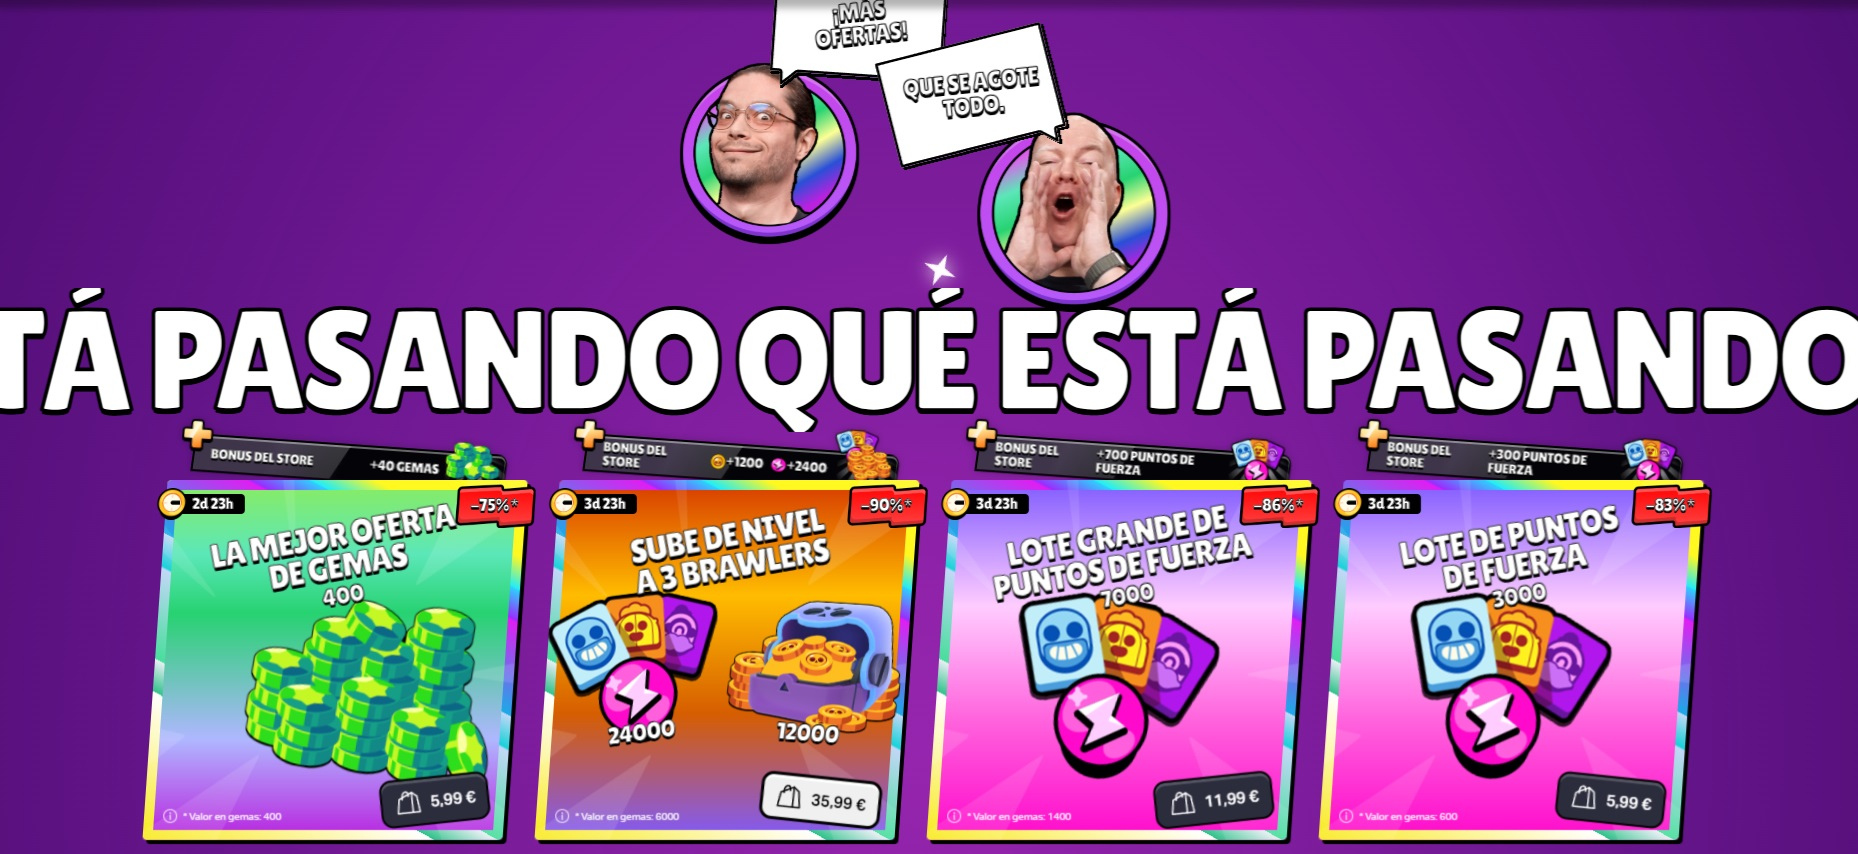 ¡MÁS
OFERTAS!
QUE SE AGOTE
TODO.
TÁ PASANDO QUÉ ESTÁ PASANDO
BONUS DEL STORE
+40 GEMAS
2d 23h
-75%*
LA MEJOR OFERTA
DE GEMAS
400
5,99 €
* Valor en gemas: 400
BONUS DEL
STORE
+1200 +2400
3d 23h
-90%*
SUBE DE NIVEL
A 3 BRAWLERS
24000
12000
35,99 €
* Valor en gemas: 6000
BONUS DEL
STORE
+700 PUNTOS DE
FUERZA
3d 23h
-86%*
LOTE GRANDE DE
PUNTOS DE FUERZA
7000
11,99 €
* Valor en gemas: 1400
BONUS DEL
STORE
+300 PUNTOS DE
FUERZA
3d 23h
-83%*
LOTE DE PUNTOS
DE FUERZA
3000
5,99 €
* Valor en gemas: 600